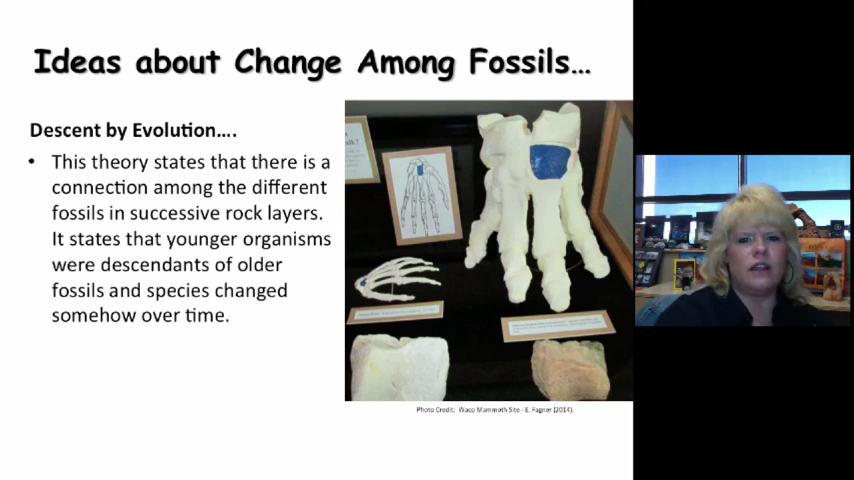 Ideas about Change Among Fossils...
Descent by Evolution....
• This theory states that there is a
connection among the different
fossils in successive rock layers.
It states that younger organisms
were descendants of older
fossils and species changed
somehow over time.
Photo Credit: Waco Mammoth Site - E. Fagner (2014).